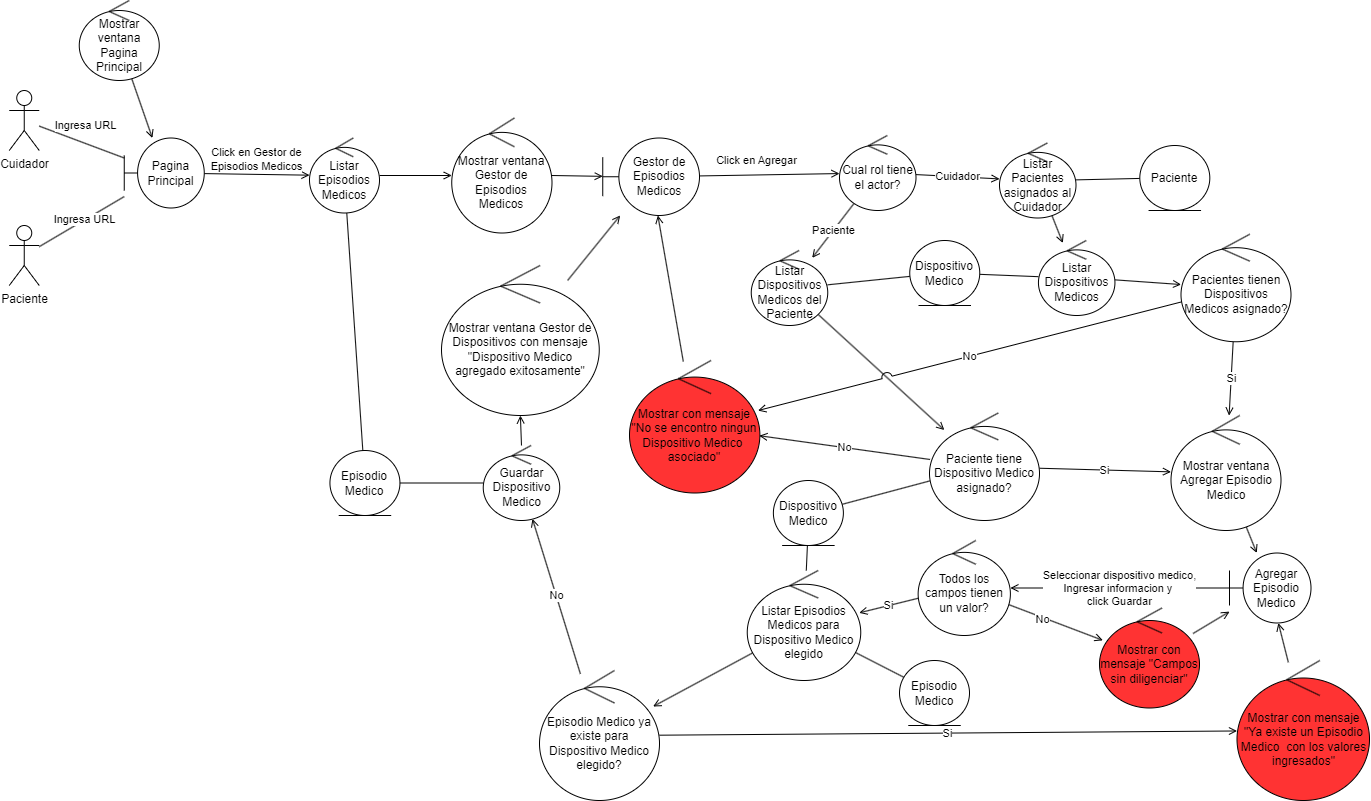 Mostrar
ventana
Pagina
Principal
Cuidador
Ingresa URL
Paciente
Ingresa URL
Pagina
Principal
Click en Gestor de
Episodios Medicos
Listar
Episodios
Medicos
Mostrar ventana
Gestor de
Episodios
Medicos
Gestor de
Episodios
Medicos
Click en Agregar
Cual rol tiene
el actor?
Cuidador
Listar
Pacientes
asignados al
Cuidador
Paciente
Paciente
Listar
Dispositivos
Medicos del
Paciente
Dispositivo
Medico
Listar
Dispositivos
Medicos
Pacientes tienen
Dispositivos
Medicos asignado?
No
Si
Mostrar ventana Gestor de
Dispositivos con mensaje
"Dispositivo Medico
agregado exitosamente"
Mostrar con mensaje
"No se encontro ningun
Dispositivo Medico
asociado"
No
Paciente tiene
Dispositivo Medico
asignado?
Si
Mostrar ventana
Agregar Episodio
Medico
Episodio
Medico
Guardar
Dispositivo
Medico
Dispositivo
Medico
Agregar
Episodio
Medico
Seleccionar dispositivo medico,
Ingresar informacion y
click Guardar
Todos los
campos tienen
un valor?
Si
No
Mostrar con
mensaje "Campos
sin diligenciar"
Listar Episodios
Medicos para
Dispositivo Medico
elegido
Episodio
Medico
No
Episodio Medico ya
existe para
Dispositivo Medico
elegido?
Si
Mostrar con mensaje
"Ya existe un Episodio
Medico con los valores
ingresados"